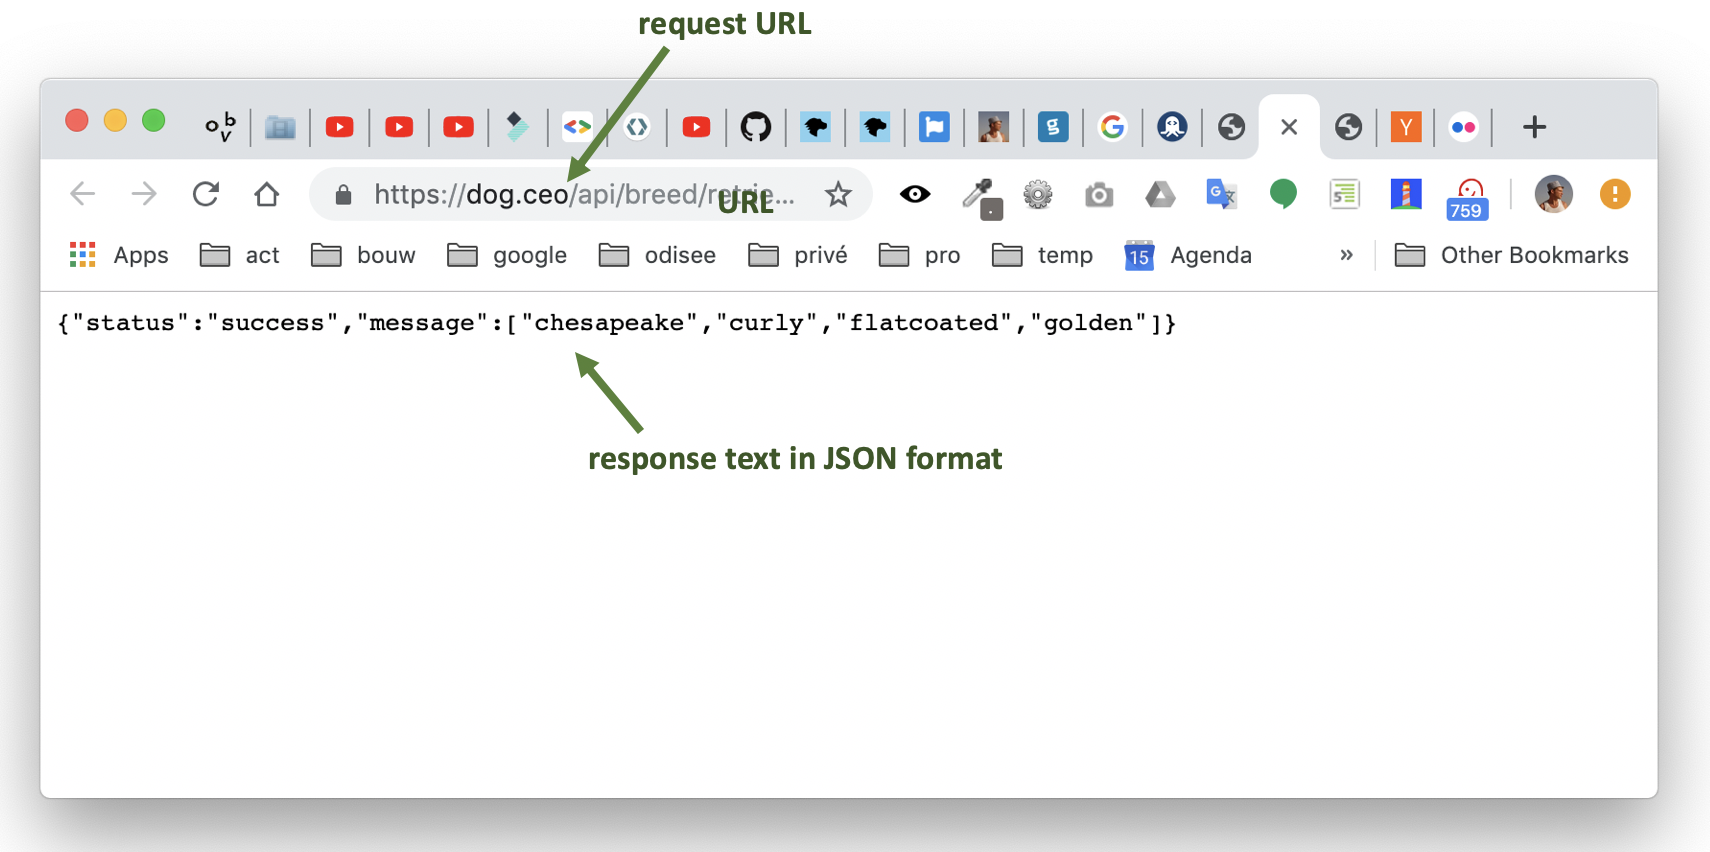 request URL
o b
v
https://dog.ceo/api/breed/retrie...
URL
759
Apps act bouw google odisee privé pro temp 15 Agenda » Other Bookmarks
{"status":"success","message":["chesapeake","curly","flatcoated","golden"]}
response text in JSON format